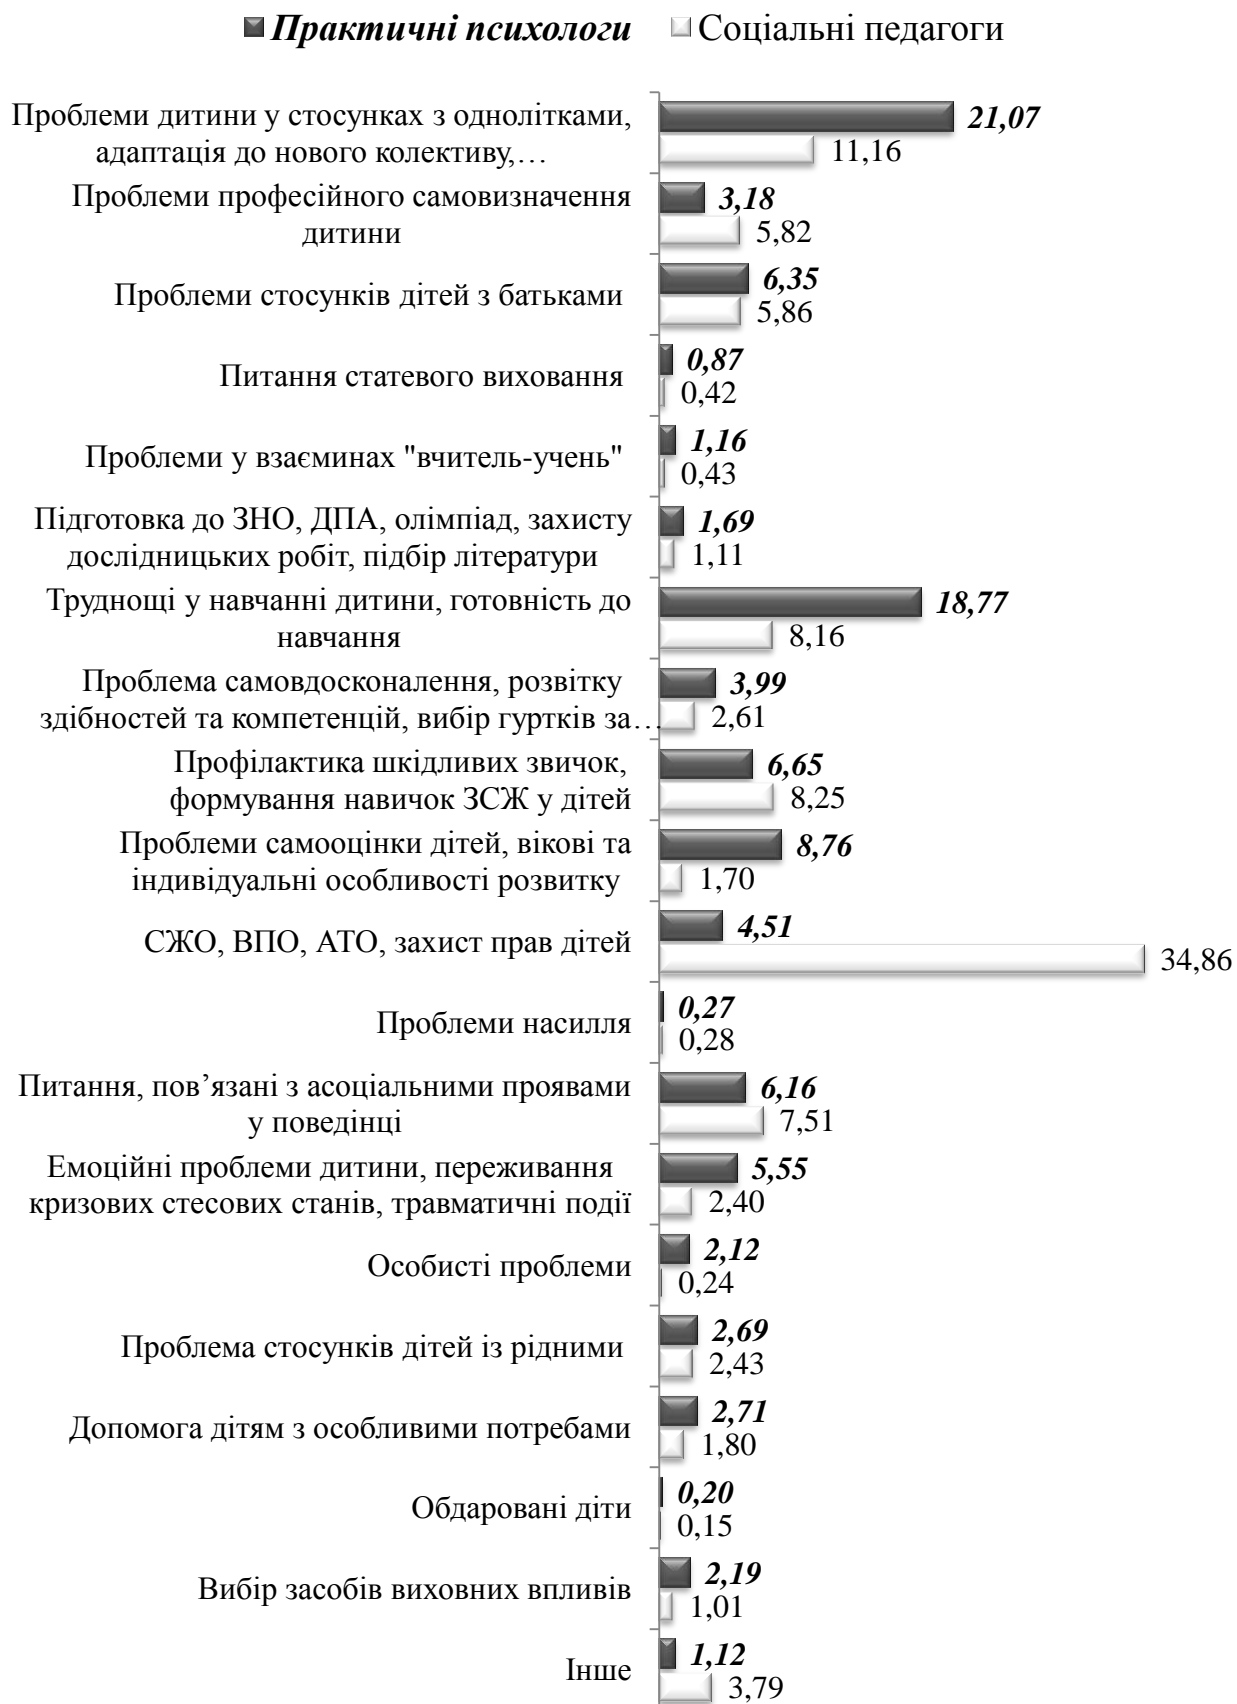 Практичні психологи Соціальні педагоги
Проблеми дитини у стосунках з однолітками,
адаптація до нового колективу,…
21,07
11,16
Проблеми професійного самовизначення
дитини
3,18
5,82
Проблеми стосунків дітей з батьками
6,35
5,86
Питання статевого виховання
0,87
0,42
Проблеми у взаєминах "вчитель-учень"
1,16
0,43
Підготовка до ЗНО, ДПА, олімпіад, захисту
дослідницьких робіт, підбір літератури
1,69
1,11
Труднощі у навчанні дитини, готовність до
навчання
18,77
8,16
Проблема самовдосконалення, розвітку
здібностей та компетенцій, вибір гуртків за…
3,99
2,61
Профілактика шкідливих звичок,
формування навичок ЗСЖ у дітей
6,65
8,25
Проблеми самооцінки дітей, вікові та
індивідуальні особливості розвитку
8,76
1,70
СЖО, ВПО, АТО, захист прав дітей
4,51
34,86
Проблеми насилля
0,27
0,28
Питання, пов’язані з асоціальними проявами
у поведінці
6,16
7,51
Емоційні проблеми дитини, переживання
кризових стесових станів, травматичні події
5,55
2,40
Особисті проблеми
2,12
0,24
Проблема стосунків дітей із рідними
2,69
2,43
Допомога дітям з особливими потребами
2,71
1,80
Обдаровані діти
0,20
0,15
Вибір засобів виховних впливів
2,19
1,01
Інше
1,12
3,79